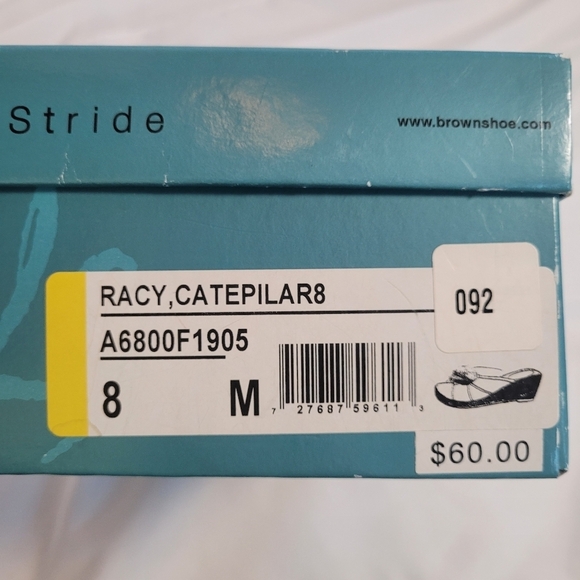 Stride
www.brownshoe.com
RACY,CATEPILAR8
092
A6800F1905
8 M
7 27687 59611 3
$60.00